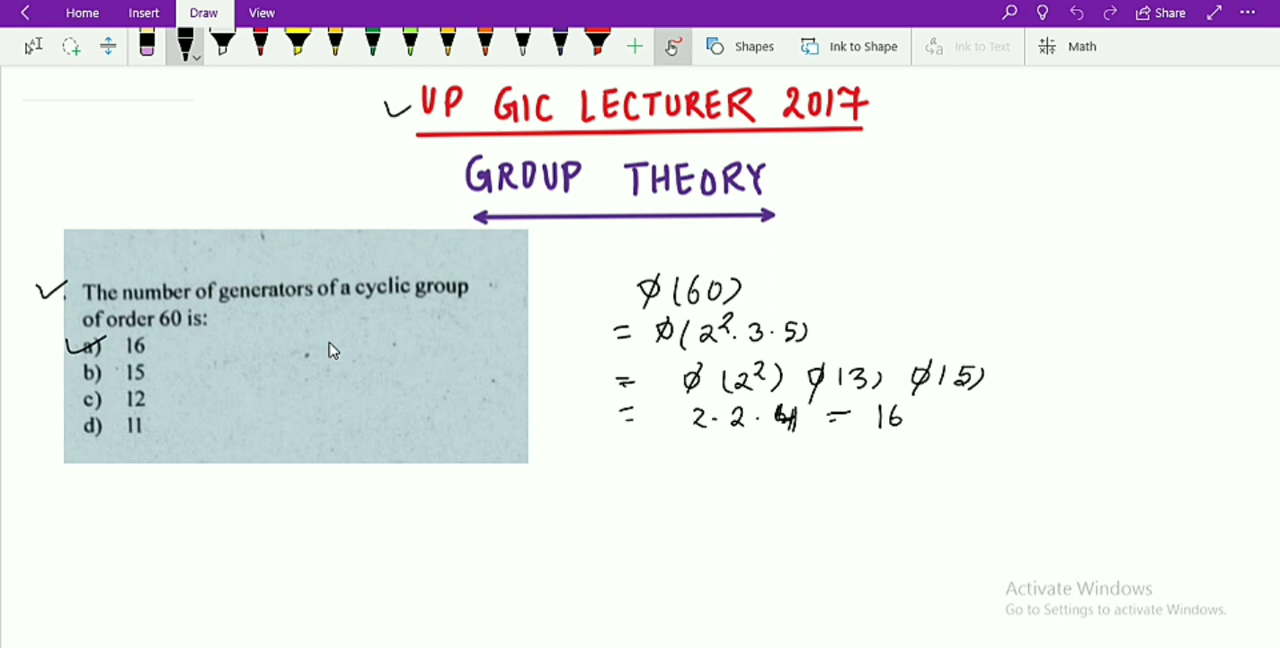 Home Insert Draw View Share
Shapes Ink to Shape Ink to Text Math
UP GIC LECTURER 2017
GROUP THEORY
The number of generators of a cyclic group
of order 60 is:
a) 16
b) 15
c) 12
d) 11
φ(60)
= φ(2². 3 · 5)
= φ(2²) φ(3) φ(5)
= 2. 2. 4 = 16
Activate Windows
Go to Settings to activate Windows.